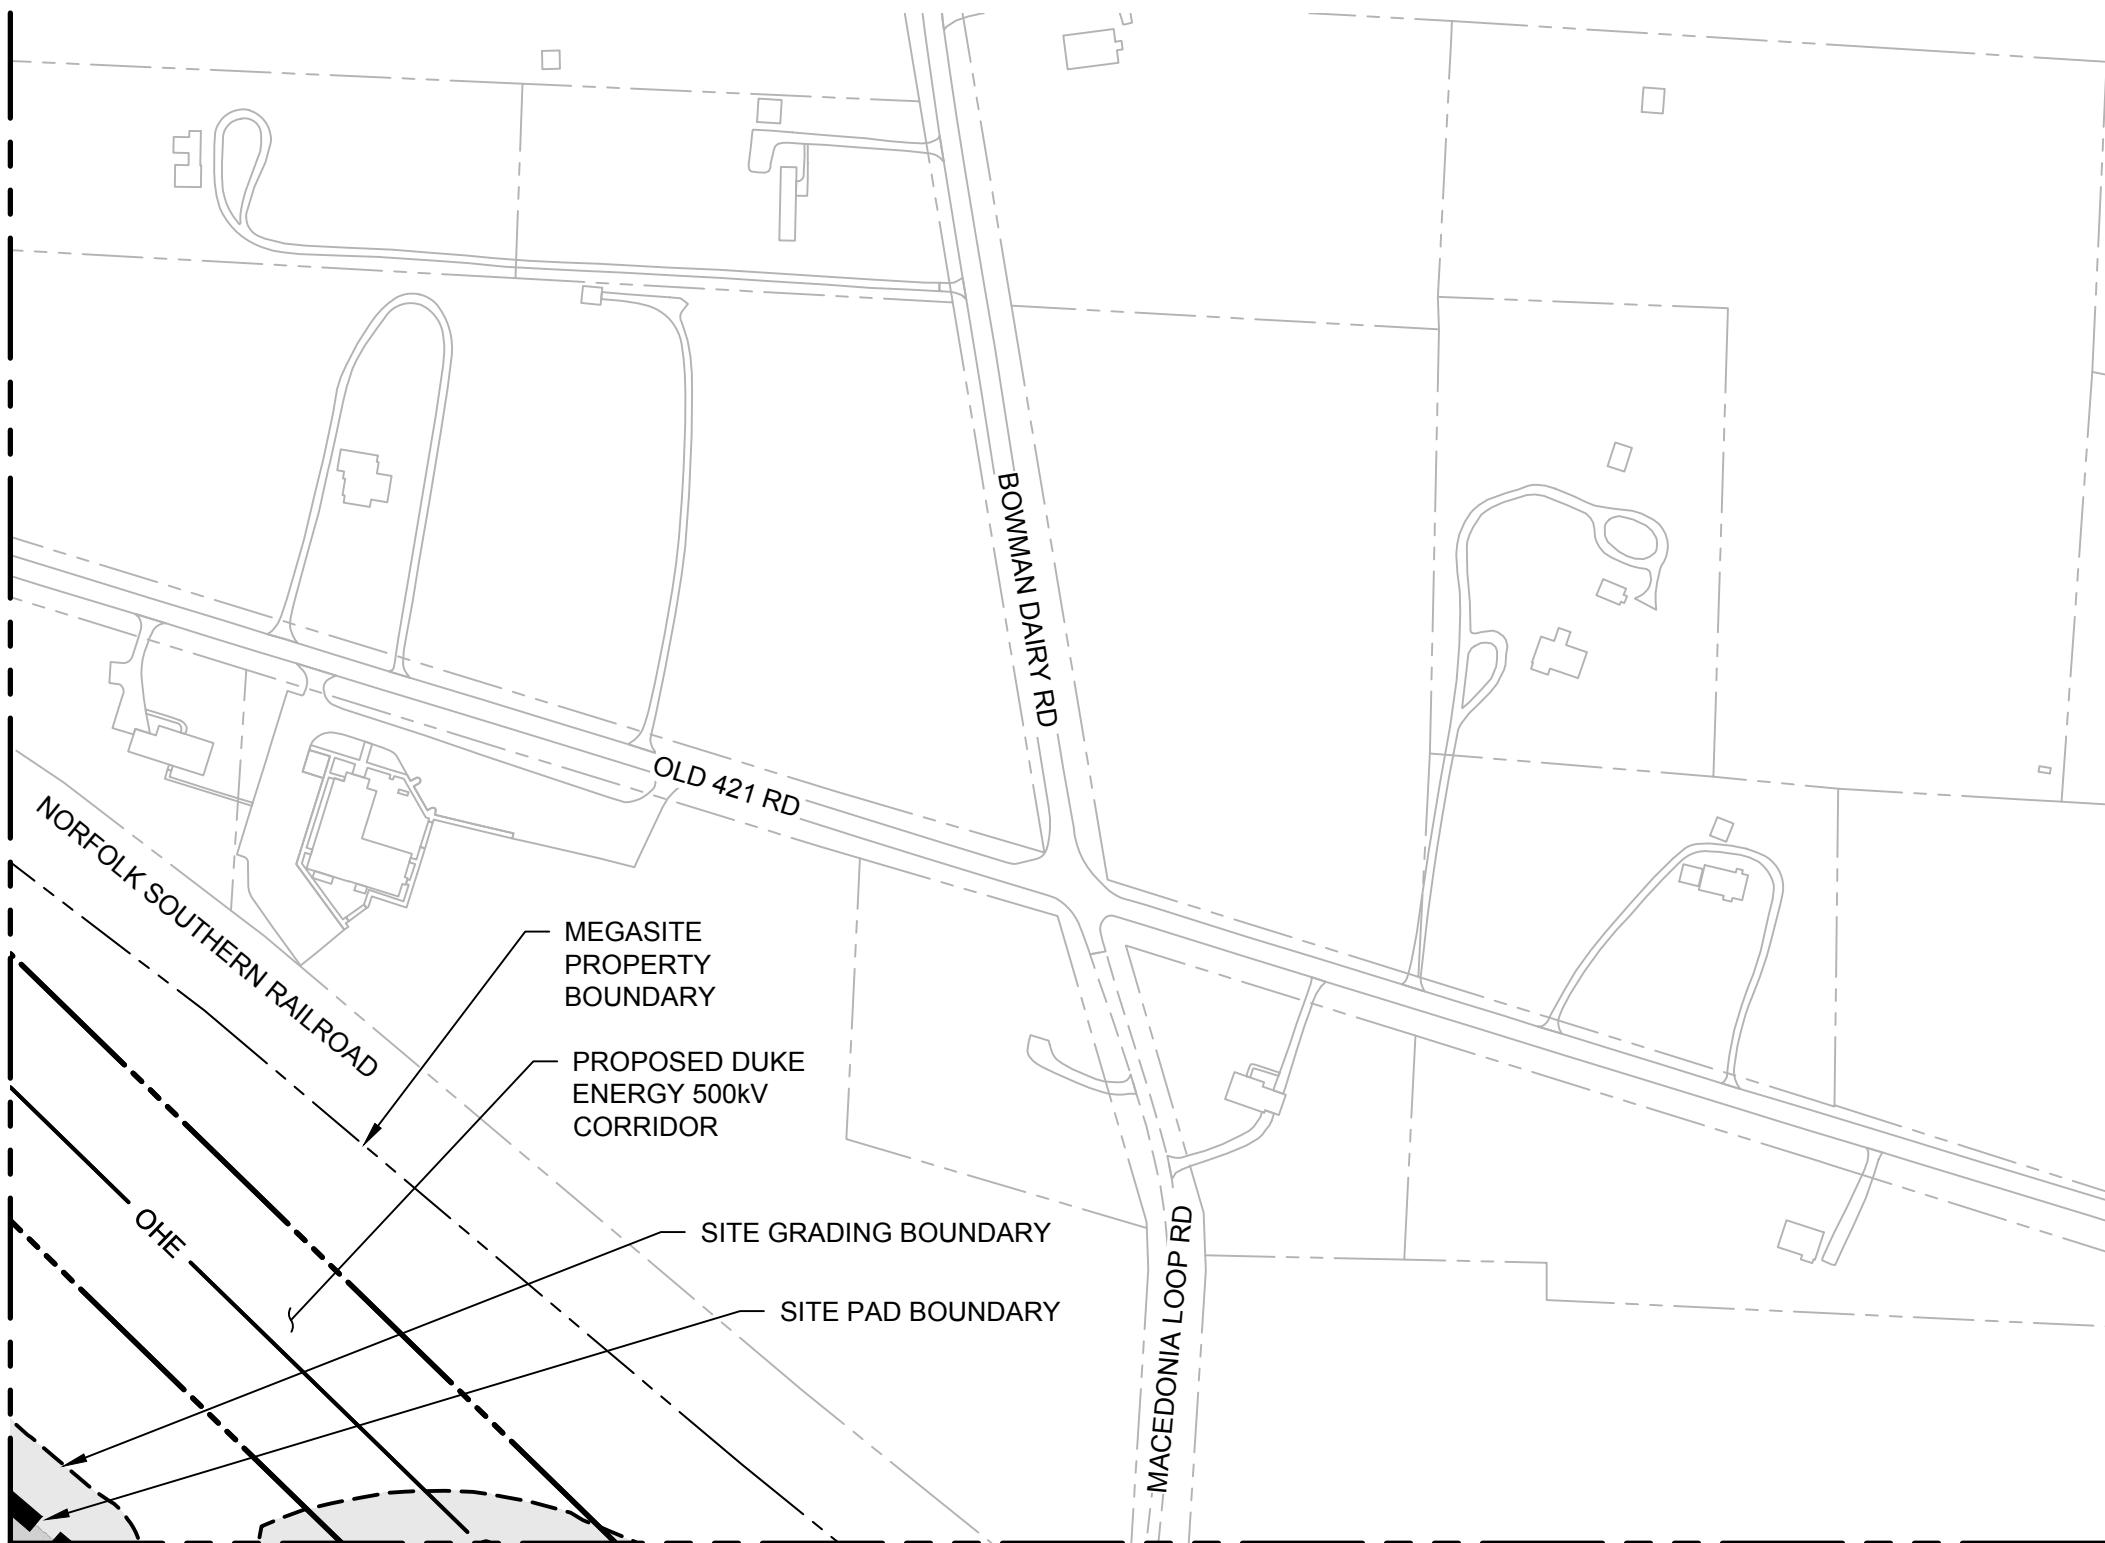 BOWMAN DAIRY RD
OLD 421 RD
NORFOLK SOUTHERN RAILROAD
MEGASITE
PROPERTY
BOUNDARY
PROPOSED DUKE
ENERGY 500kV
CORRIDOR
OHE
SITE GRADING BOUNDARY
SITE PAD BOUNDARY
MACEDONIA LOOP RD